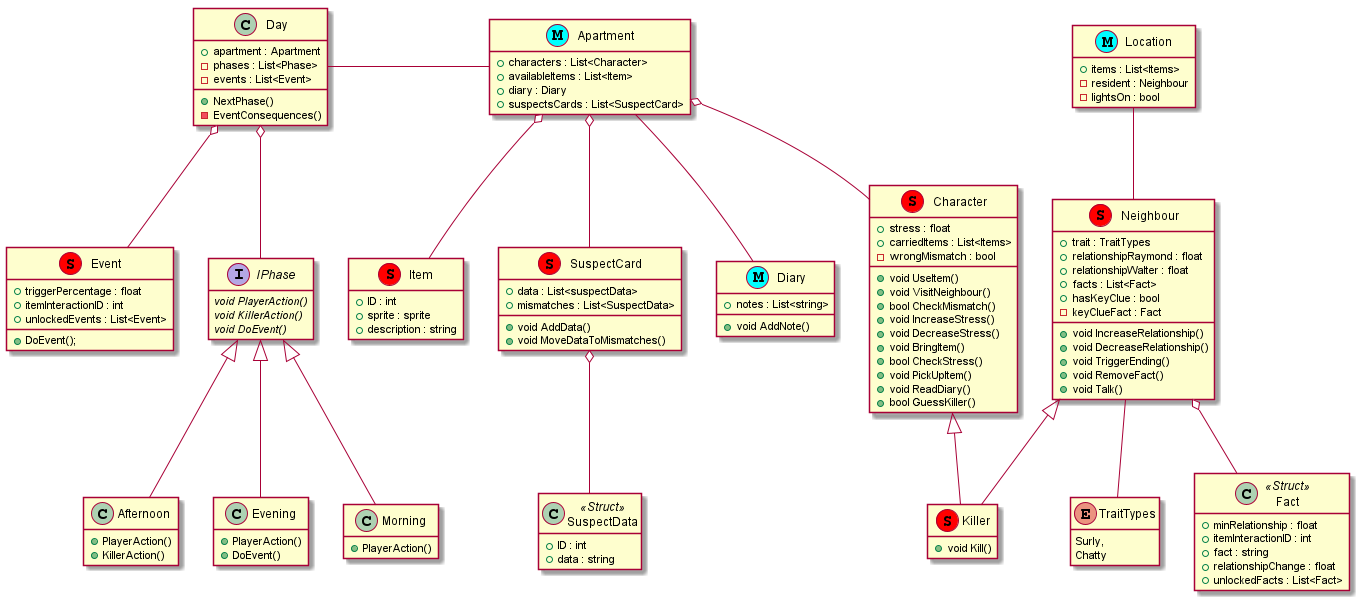 C Day
apartment : Apartment
phases : List<Phase>
events : List<Event>
NextPhase()
EventConsequences()
M Apartment
characters : List<Character>
availableItems : List<Item>
diary : Diary
suspectsCards : List<SuspectCard>
M Location
items : List<Items>
resident : Neighbour
lightsOn : bool
S Event
triggerPercentage : float
itemInteractionID : int
unlockedEvents : List<Event>
DoEvent();
I IPhase
void PlayerAction()
void KillerAction()
void DoEvent()
S Item
ID : int
sprite : sprite
description : string
S SuspectCard
data : List<suspectData>
mismatches : List<SuspectData>
void AddData()
void MoveDataToMismatches()
M Diary
notes : List<string>
void AddNote()
S Character
stress : float
carriedItems : List<Items>
wrongMismatch : bool
void UseItem()
void VisitNeighbour()
bool CheckMismatch()
void IncreaseStress()
void DecreaseStress()
void BringItem()
bool CheckStress()
void PickUpItem()
void ReadDiary()
bool GuessKiller()
S Neighbour
trait : TraitTypes
relationshipRaymond : float
relationshipWalter : float
facts : List<Fact>
hasKeyClue : bool
keyClueFact : Fact
void IncreaseRelationship()
void DecreaseRelationship()
void TriggerEnding()
void RemoveFact()
void Talk()
C Afternoon
PlayerAction()
KillerAction()
C Evening
PlayerAction()
DoEvent()
C Morning
PlayerAction()
C «Struct»
SuspectData
ID : int
data : string
S Killer
void Kill()
E TraitTypes
Surly,
Chatty
C «Struct»
Fact
minRelationship : float
itemInteractionID : int
fact : string
relationshipChange : float
unlockedFacts : List<Fact>